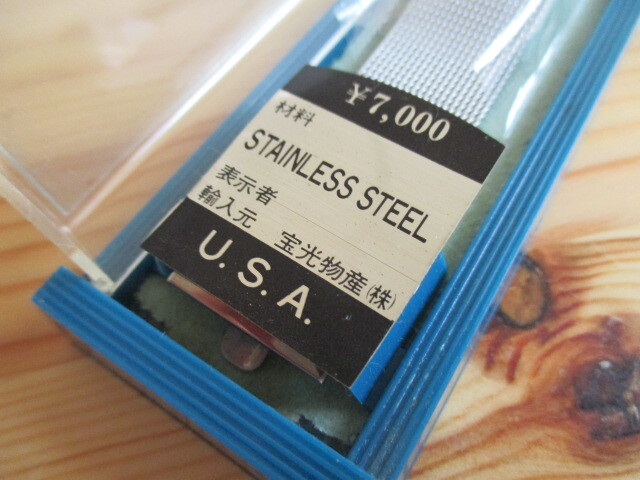 ¥7,000
材料
STAINLESS STEEL
表示者
輸入元 宝光物産(株)
U.S.A.